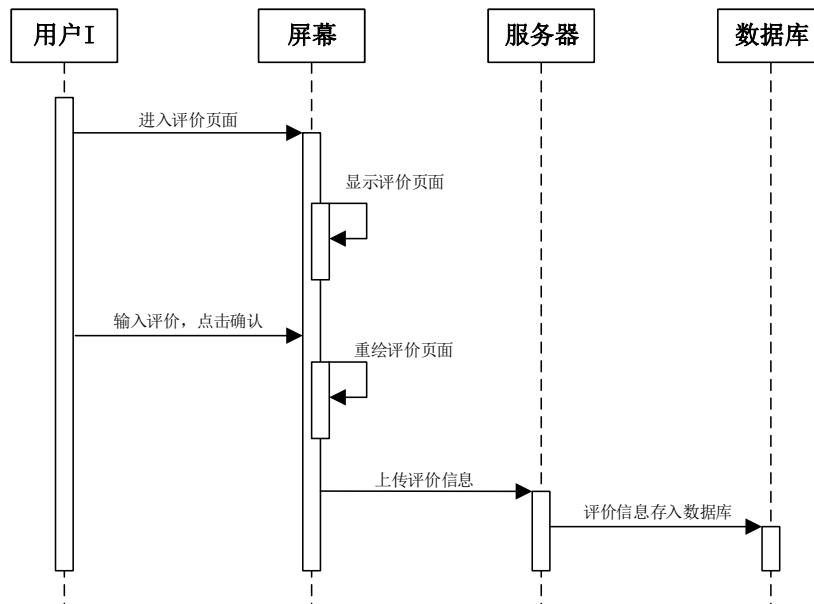 用户I
屏幕
服务器
数据库
进入评价页面
显示评价页面
输入评价，点击确认
重绘评价页面
上传评价信息
评价信息存入数据库